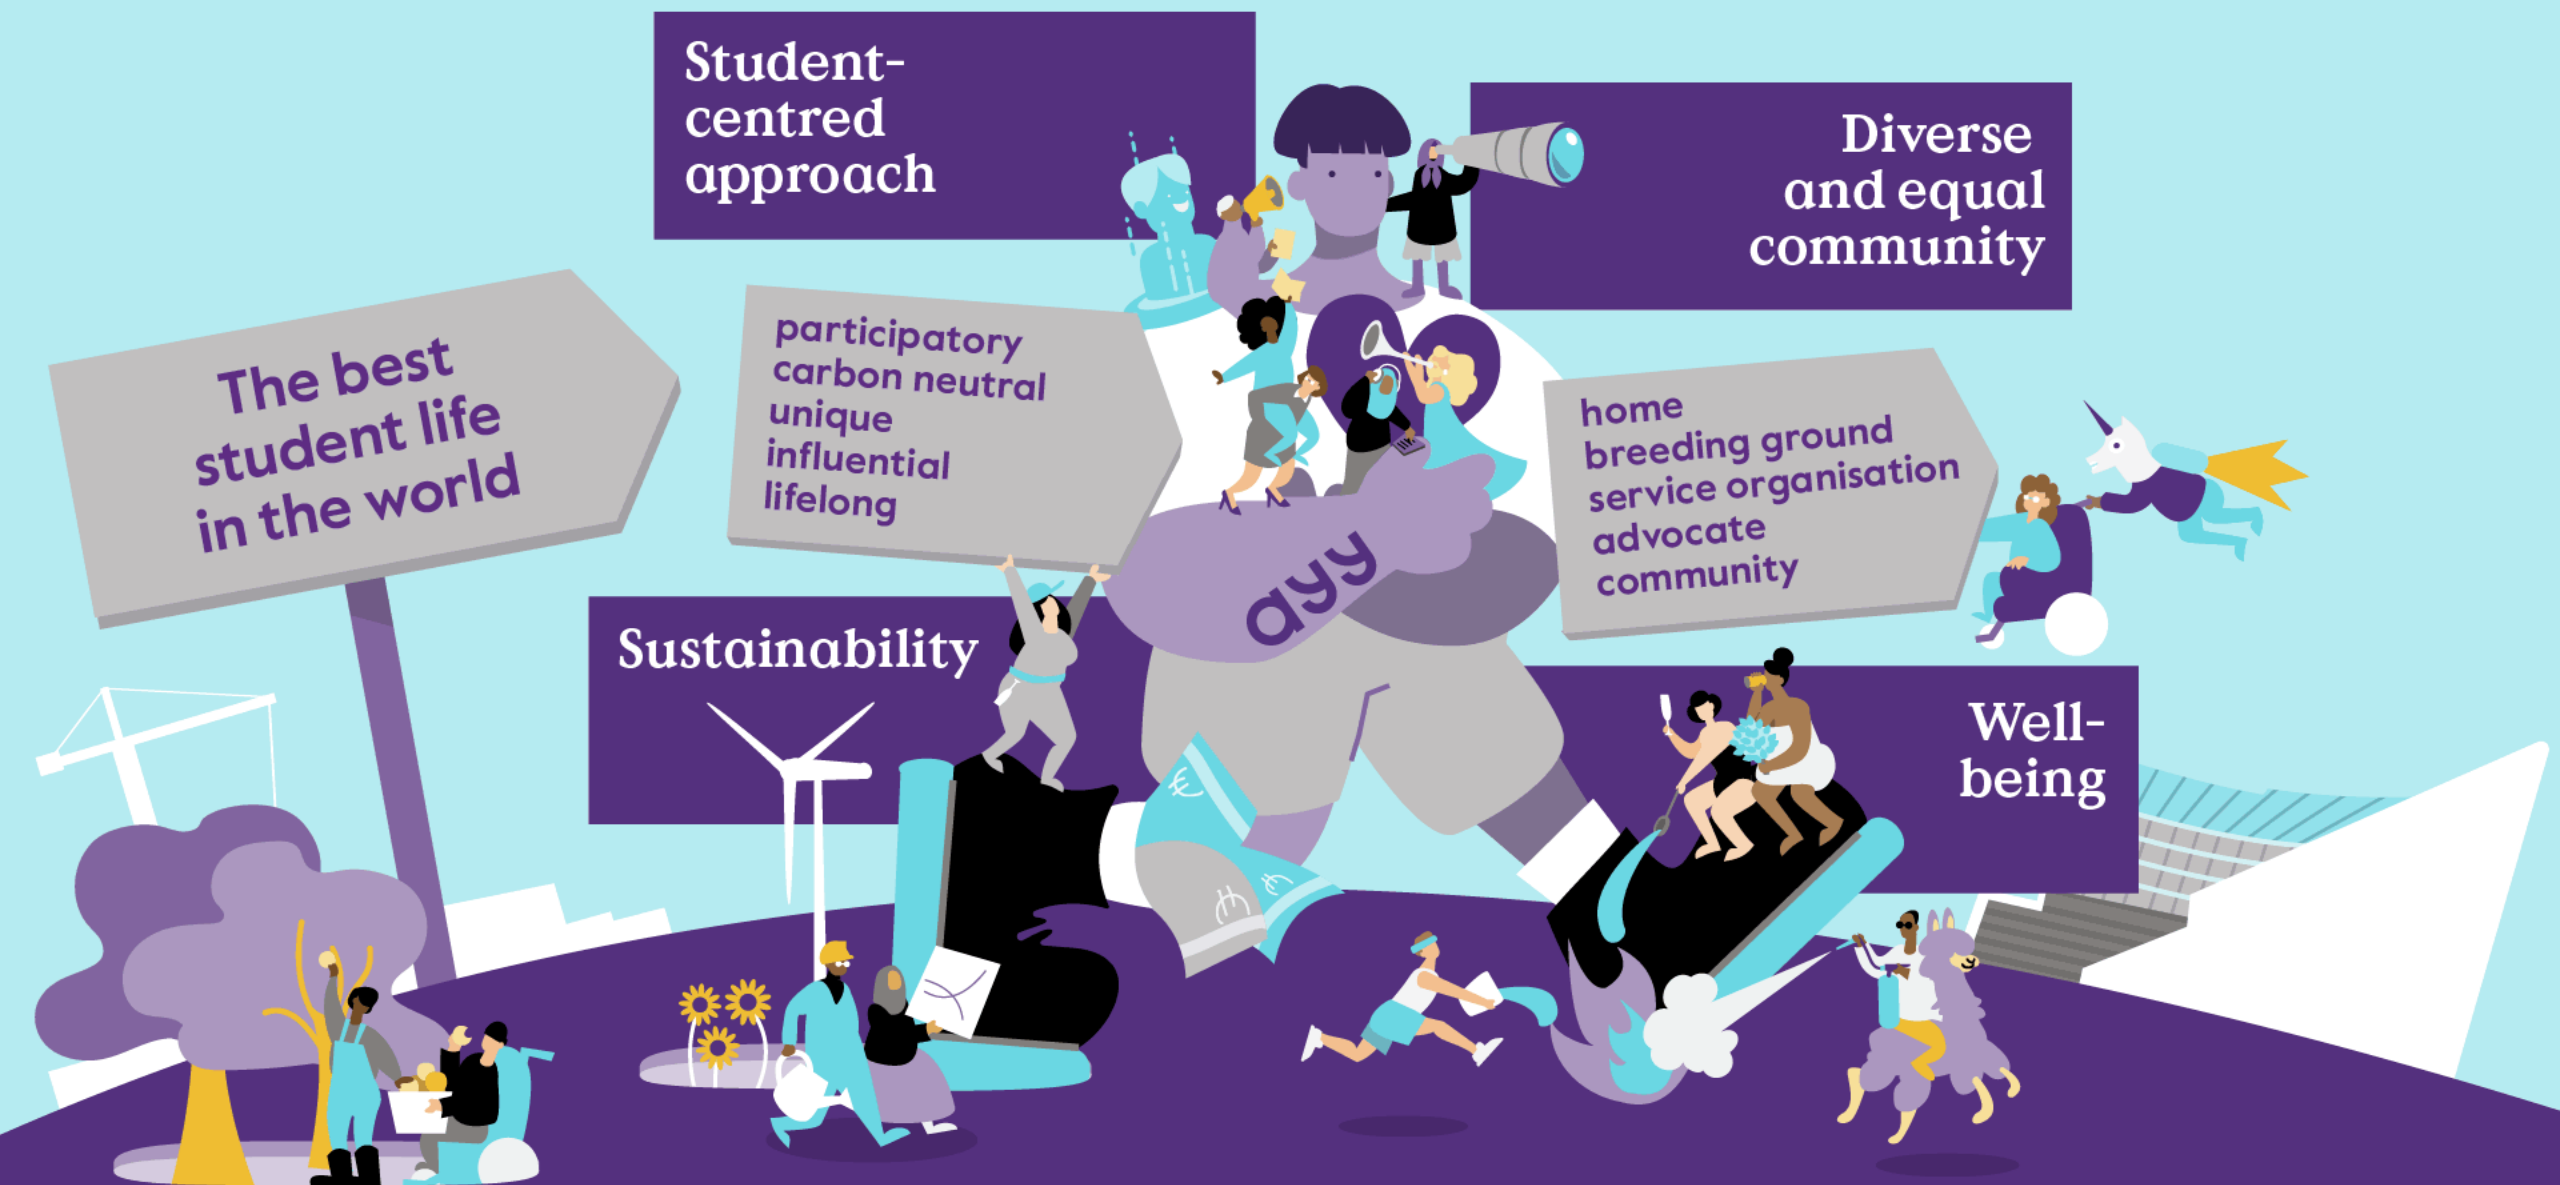 Student-
centred
approach
Diverse
and equal
community
The best
student life
in the world
participatory
carbon neutral
unique
influential
lifelong
home
breeding ground
service organisation
advocate
community
ayy
Sustainability
Well-
being
€
€